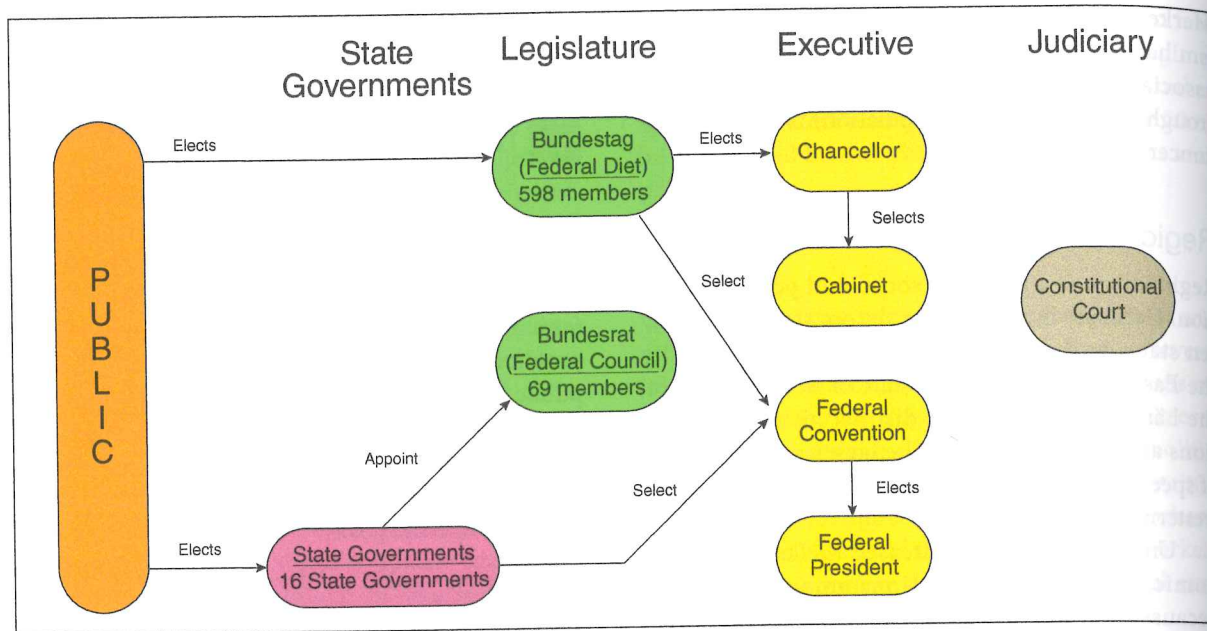 State
Governments
Legislature
Executive
Judiciary
PUBLIC
Elects
Bundestag
(Federal Diet)
598 members
Elects
Chancellor
Selects
Cabinet
Select
Constitutional
Court
Bundesrat
(Federal Council)
69 members
Appoint
Select
Federal
Convention
Elects
Elects
State Governments
16 State Governments
Federal
President